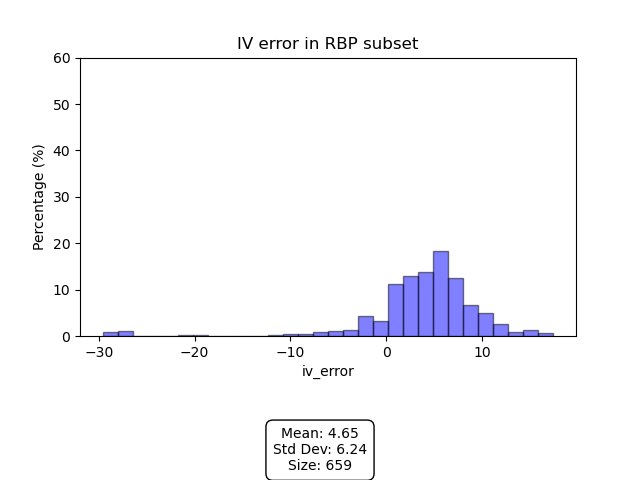 IV error in RBP subset
60
50
40
30
20
10
0
Percentage (%)
−30
−20
−10
0
10
iv_error
Mean: 4.65
Std Dev: 6.24
Size: 659